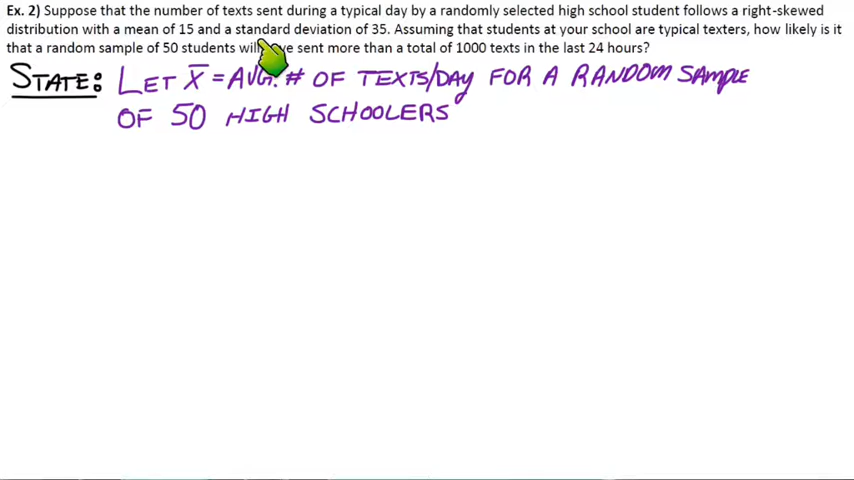 Ex. 2) Suppose that the number of texts sent during a typical day by a randomly selected high school student follows a right-skewed
distribution with a mean of 15 and a standard deviation of 35. Assuming that students at your school are typical texters, how likely is it
that a random sample of 50 students will sent more than a total of 1000 texts in the last 24 hours?
STATE: LET X̄ = AVG. # OF TEXTS/DAY FOR A RANDOM SAMPLE
OF 50 HIGH SCHOOLERS